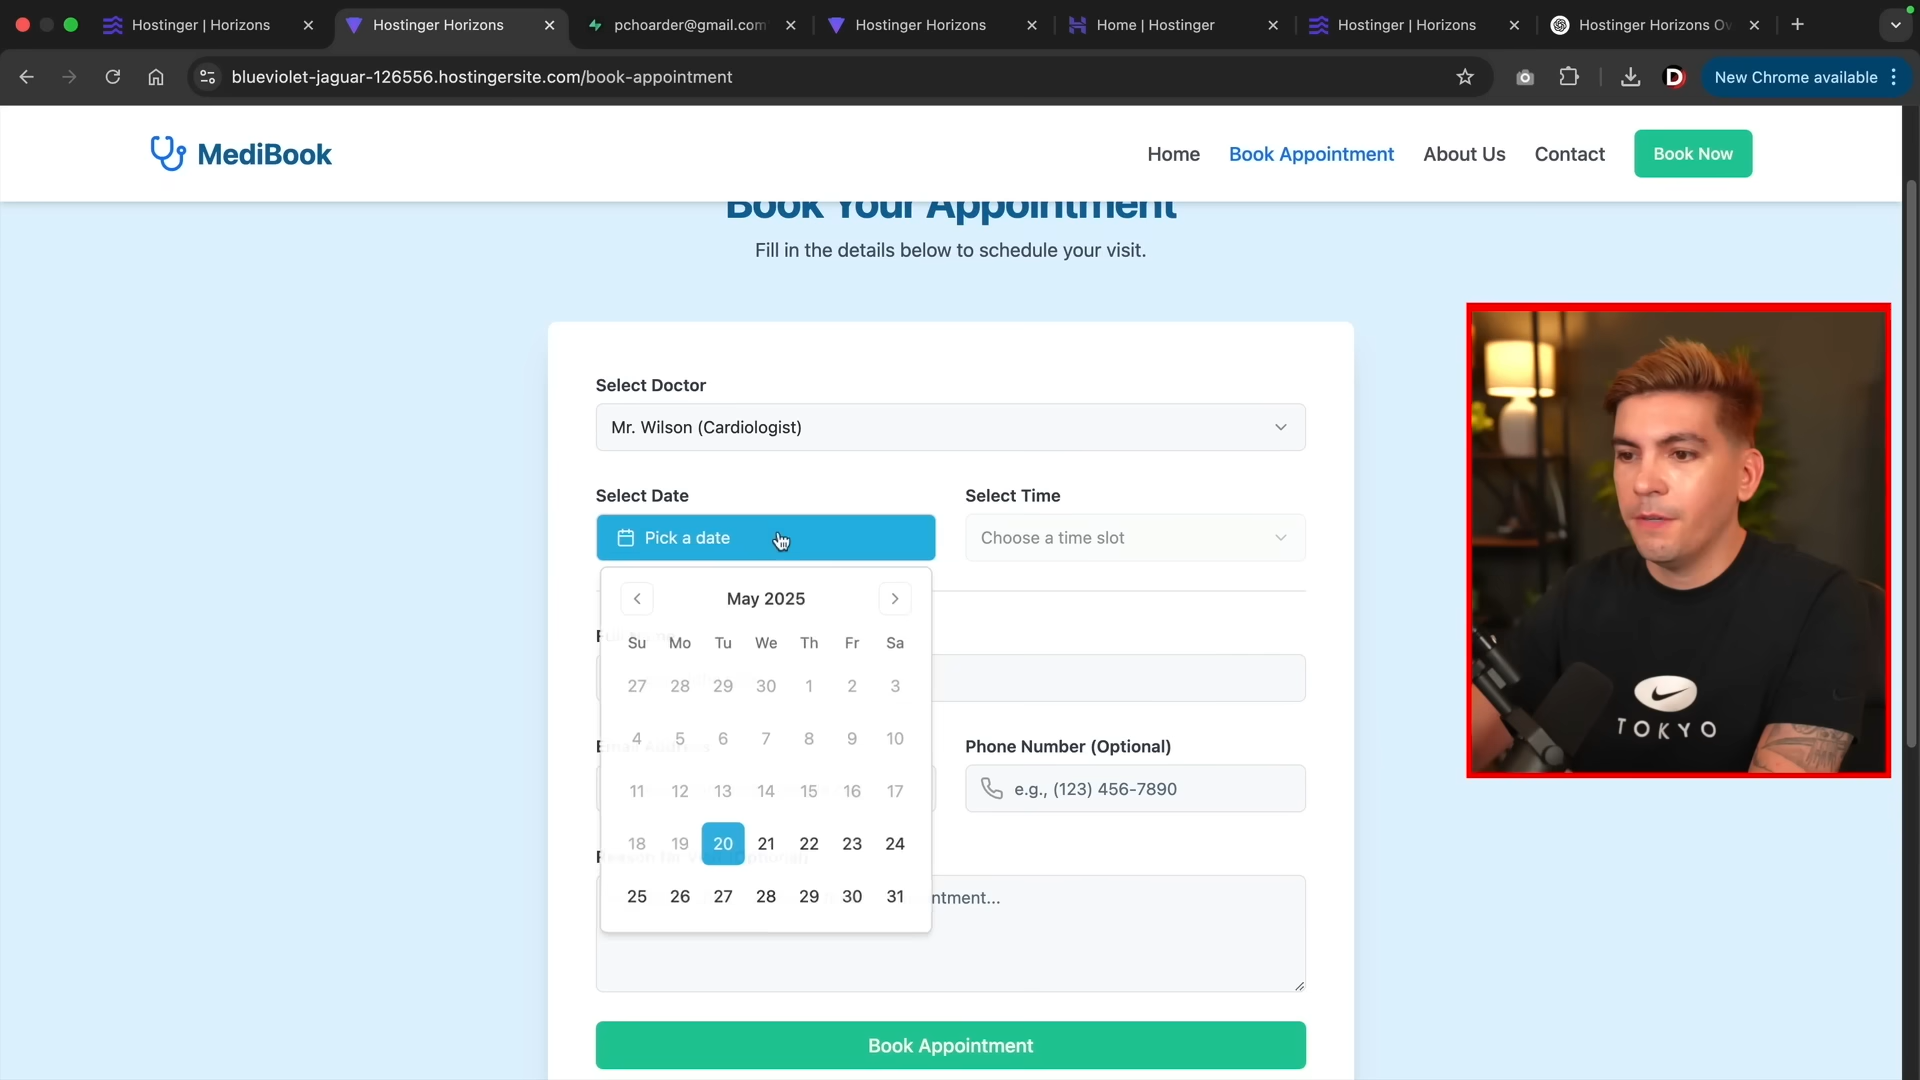 Hostinger | Horizons
Hostinger Horizons
pchoarder@gmail.com
Hostinger Horizons
Home | Hostinger
Hostinger | Horizons
Hostinger Horizons Ov
blueviolet-jaguar-126556.hostingersite.com/book-appointment
D
New Chrome available
MediBook
Home
Book Appointment
About Us
Contact
Book Now
Book Your Appointment
Fill in the details below to schedule your visit.
Select Doctor
Mr. Wilson (Cardiologist)
Select Date
Select Time
Pick a date
Choose a time slot
May 2025
Su Mo Tu We Th Fr Sa
27 28 29 30 1 2 3
4 5 6 7 8 9 10
11 12 13 14 15 16 17
18 19 20 21 22 23 24
25 26 27 28 29 30 31
Phone Number (Optional)
e.g., (123) 456-7890
ntment...
Book Appointment
TOKYO